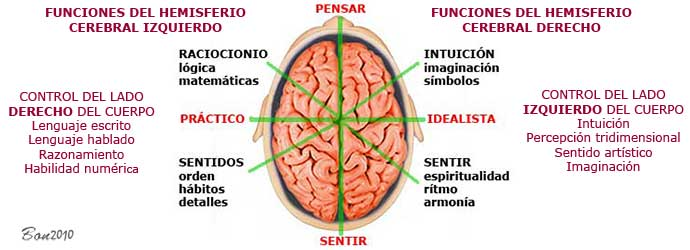 FUNCIONES DEL HEMISFERIO
CEREBRAL IZQUIERDO
PENSAR
FUNCIONES DEL HEMISFERIO
CEREBRAL DERECHO
RACIOCIONIO
lógica
matemáticas
INTUICIÓN
imaginación
símbolos
CONTROL DEL LADO
DERECHO DEL CUERPO
Lenguaje escrito
Lenguaje hablado
Razonamiento
Habilidad numérica
PRÁCTICO
IDEALISTA
CONTROL DEL LADO
IZQUIERDO DEL CUERPO
Intuición
Percepción tridimensional
Sentido artístico
Imaginación
SENTIDOS
orden
hábitos
detalles
SENTIR
espiritualidad
rítmo
armonía
SENTIR
Bon2010